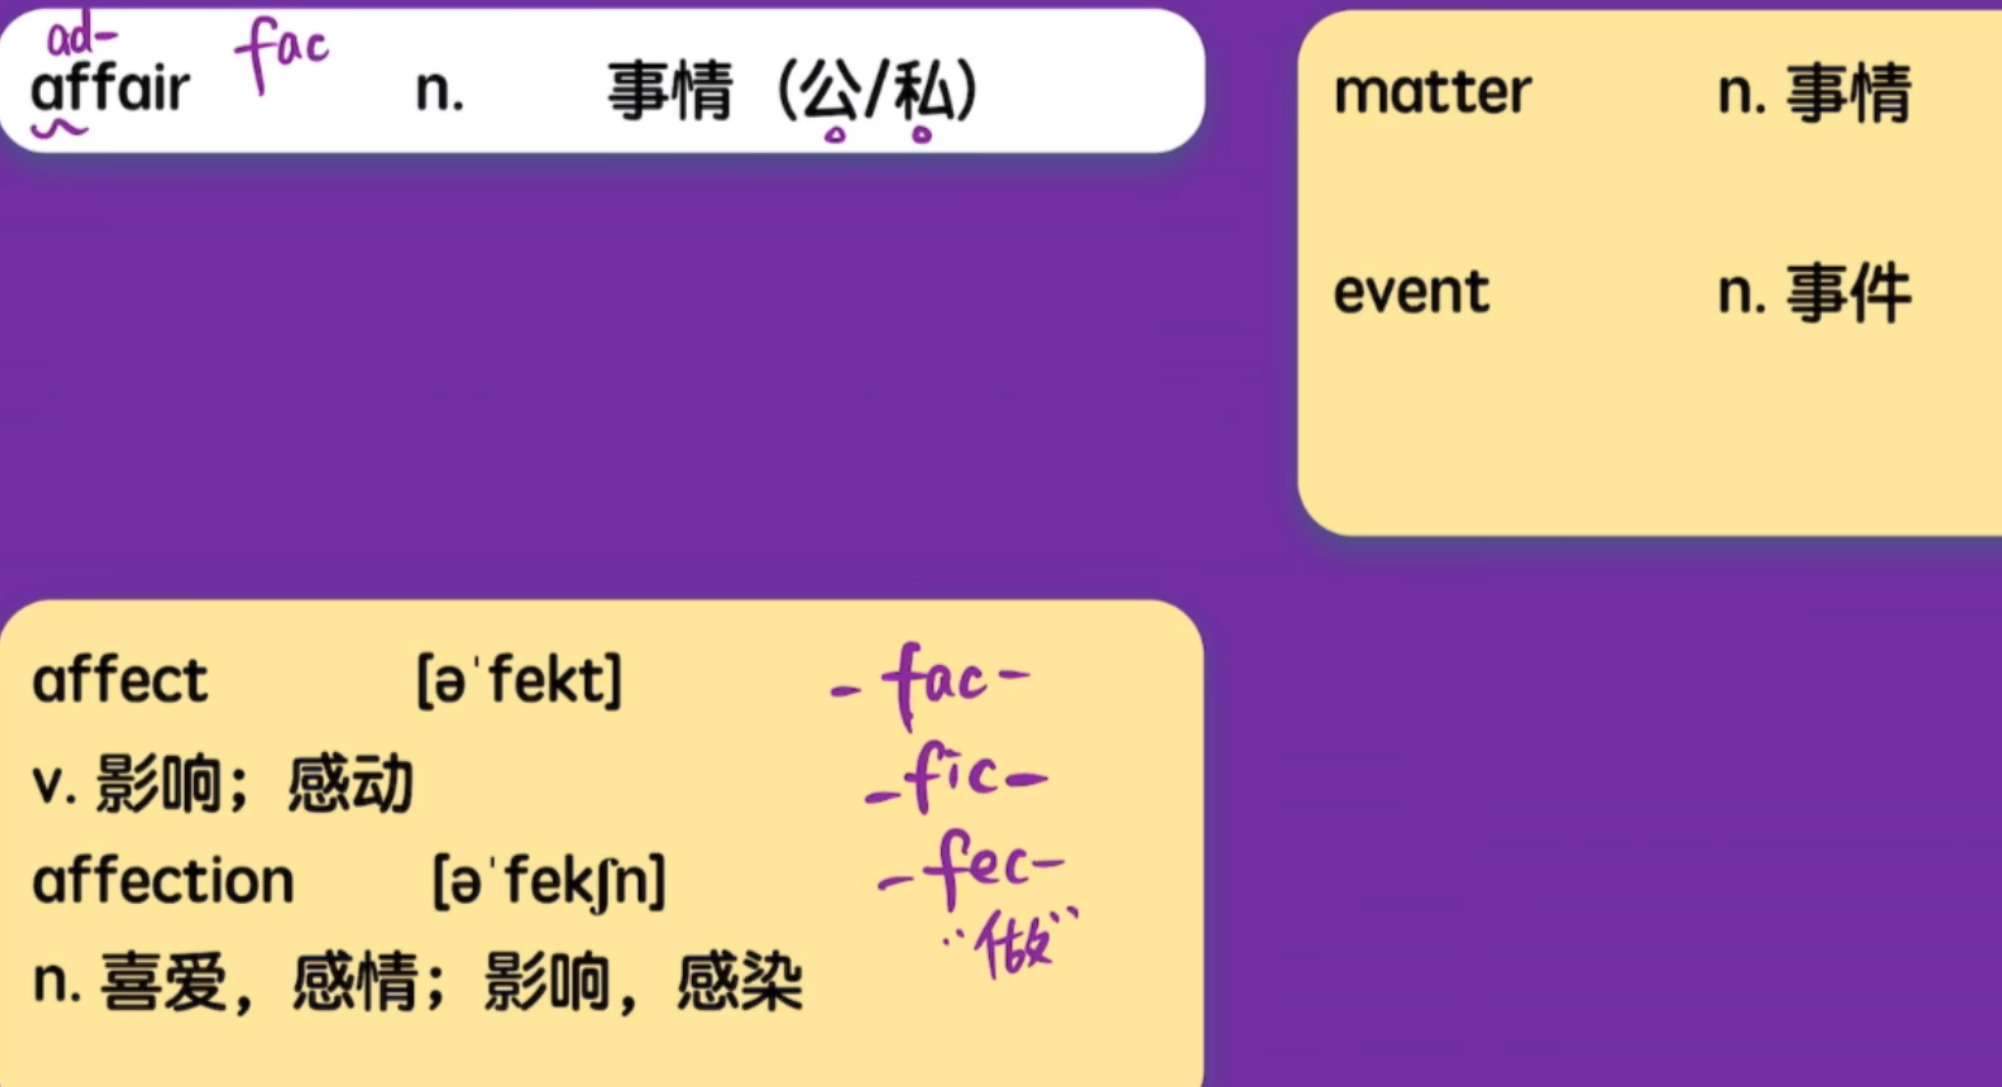 ad- fac
affair n. 事情（公/私）
matter n. 事情
event n. 事件
affect [əˈfekt] -fac-
v. 影响；感动 -fic-
affection [əˈfekʃn] -fec-
“做”
n. 喜爱，感情；影响，感染